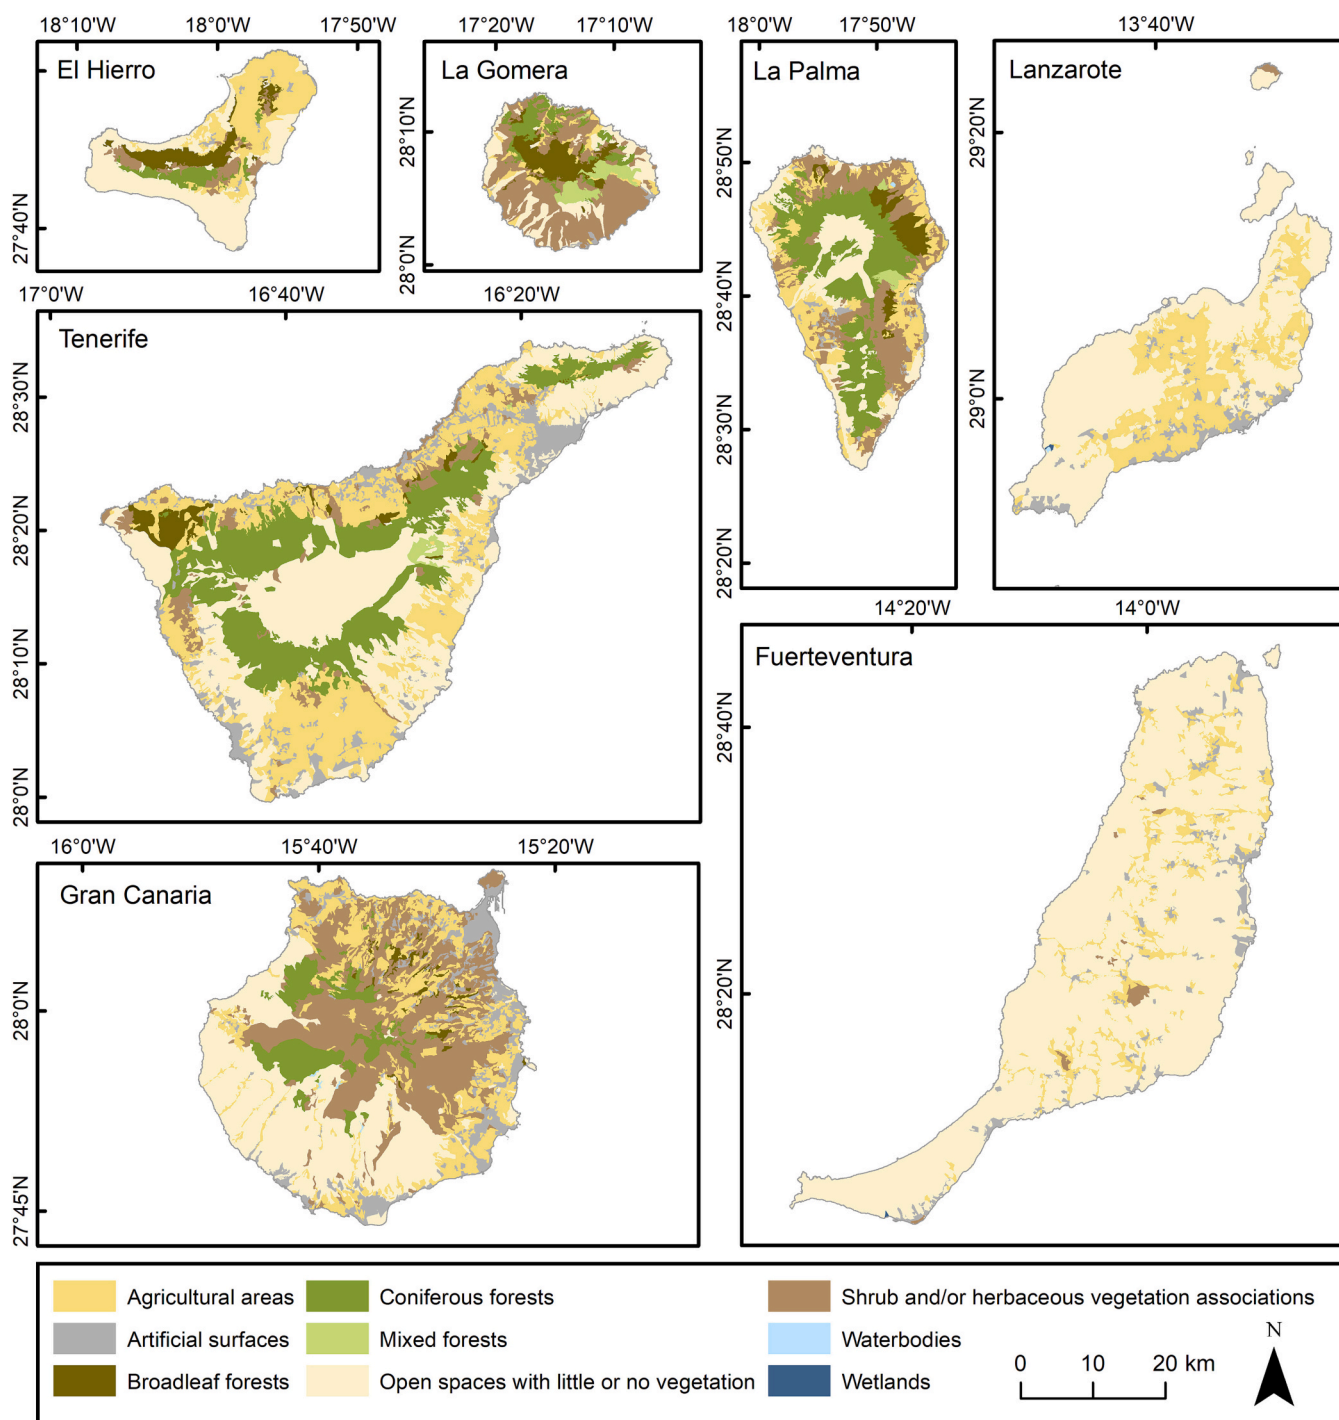 18°10'W 18°0'W 17°50'W
17°20'W 17°10'W
18°0'W 17°50'W
13°40'W
El Hierro
27°40'N
La Gomera
28°10'N
28°0'N
La Palma
28°50'N
28°40'N
28°30'N
28°20'N
Lanzarote
29°20'N
29°0'N
17°0'W 16°40'W 16°20'W
Tenerife
28°30'N
28°20'N
28°10'N
28°0'N
14°20'W 14°0'W
Fuerteventura
28°40'N
28°20'N
16°0'W 15°40'W 15°20'W
Gran Canaria
28°0'N
27°45'N
Agricultural areas
Artificial surfaces
Broadleaf forests
Coniferous forests
Mixed forests
Open spaces with little or no vegetation
Shrub and/or herbaceous vegetation associations
Waterbodies
Wetlands
0 10 20 km
N